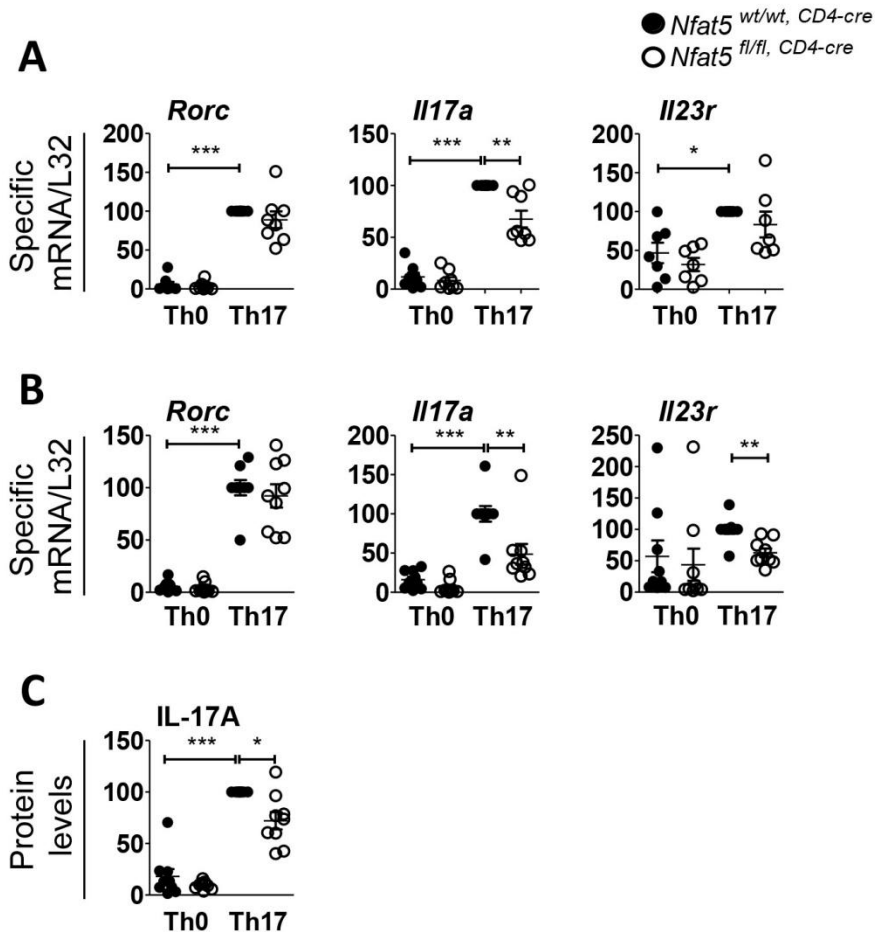 ● Nfat5 wt/wt, CD4-cre
○ Nfat5 fl/fl, CD4-cre
A
Rorc
Il17a
Il23r
Specific
mRNA/L32
200
150
100
50
0
***
Th0 Th17
150
100
50
0
*** **
Th0 Th17
200
150
100
50
0
*
Th0 Th17
B
Rorc
Il17a
Il23r
Specific
mRNA/L32
150
100
50
0
***
Th0 Th17
200
150
100
50
0
*** **
Th0 Th17
250
200
150
100
50
0
**
Th0 Th17
C
IL-17A
Protein
levels
150
100
50
0
*** *
Th0 Th17